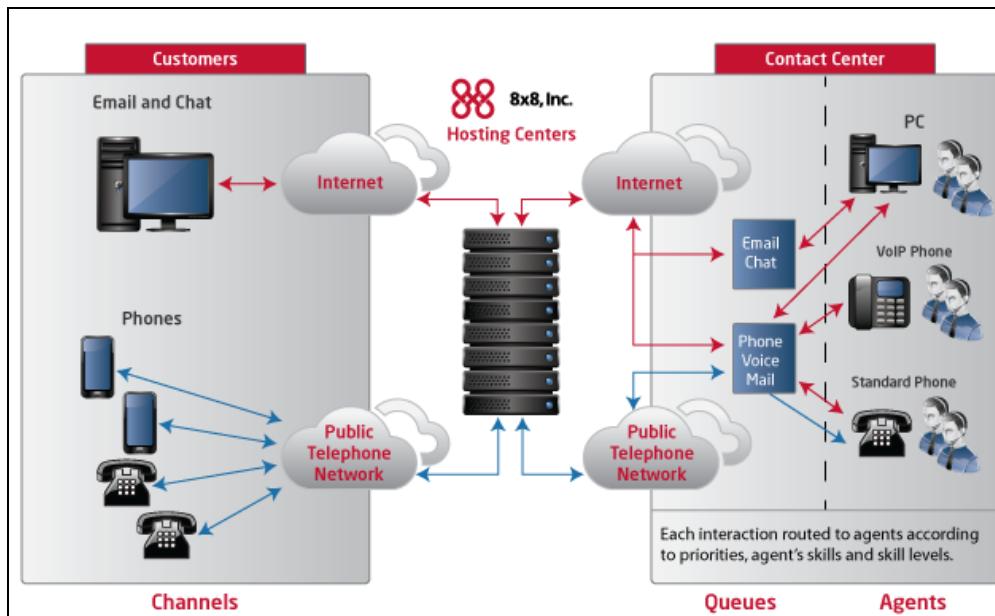 Customers
Email and Chat
Internet
Phones
Public
Telephone
Network
Channels
8x8, Inc.
Hosting Centers
Contact Center
Internet
Public
Telephone
Network
Email
Chat
Phone
Voice
Mail
PC
VoIP Phone
Standard Phone
Each interaction routed to agents according
to priorities, agent's skills and skill levels.
Queues
Agents